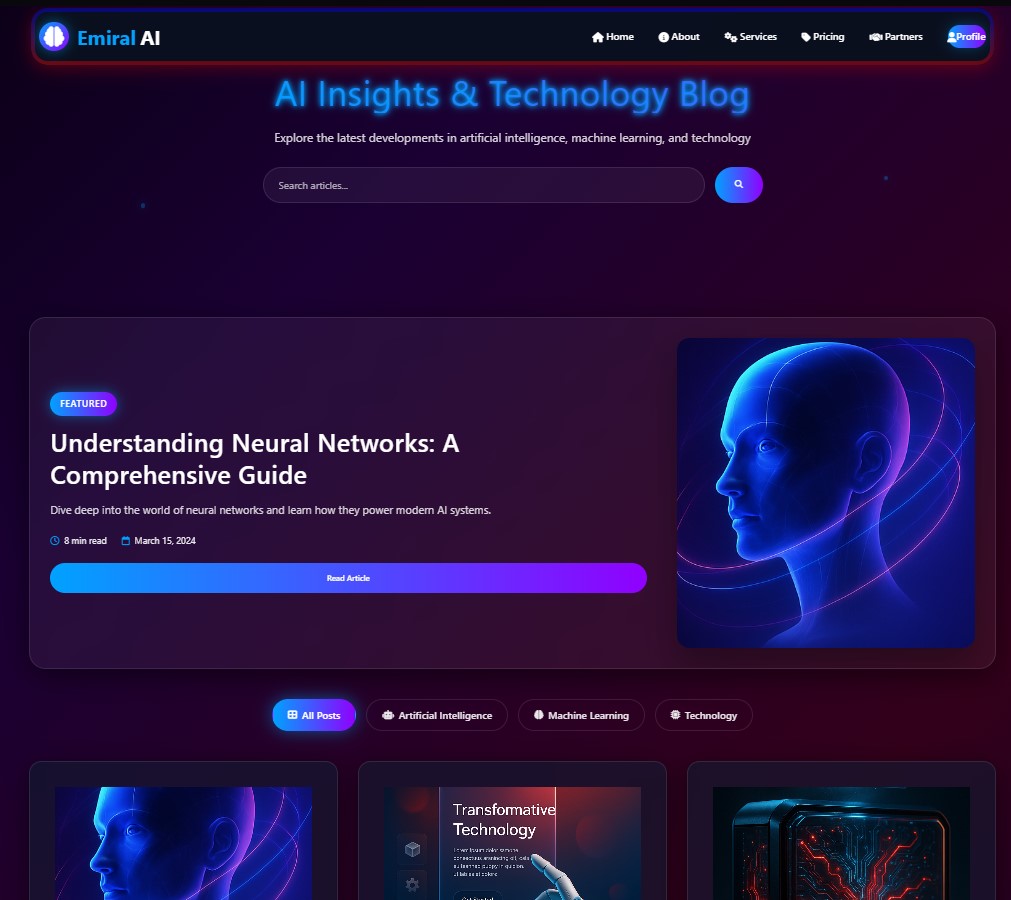 Emiral AI
Home
About
Services
Pricing
Partners
Profile
AI Insights & Technology Blog
Explore the latest developments in artificial intelligence, machine learning, and technology
Search articles...
FEATURED
Understanding Neural Networks: A
Comprehensive Guide
Dive deep into the world of neural networks and learn how they power modern AI systems.
8 min read
March 15, 2024
Read Article
All Posts
Artificial Intelligence
Machine Learning
Technology
Transformative
Technology